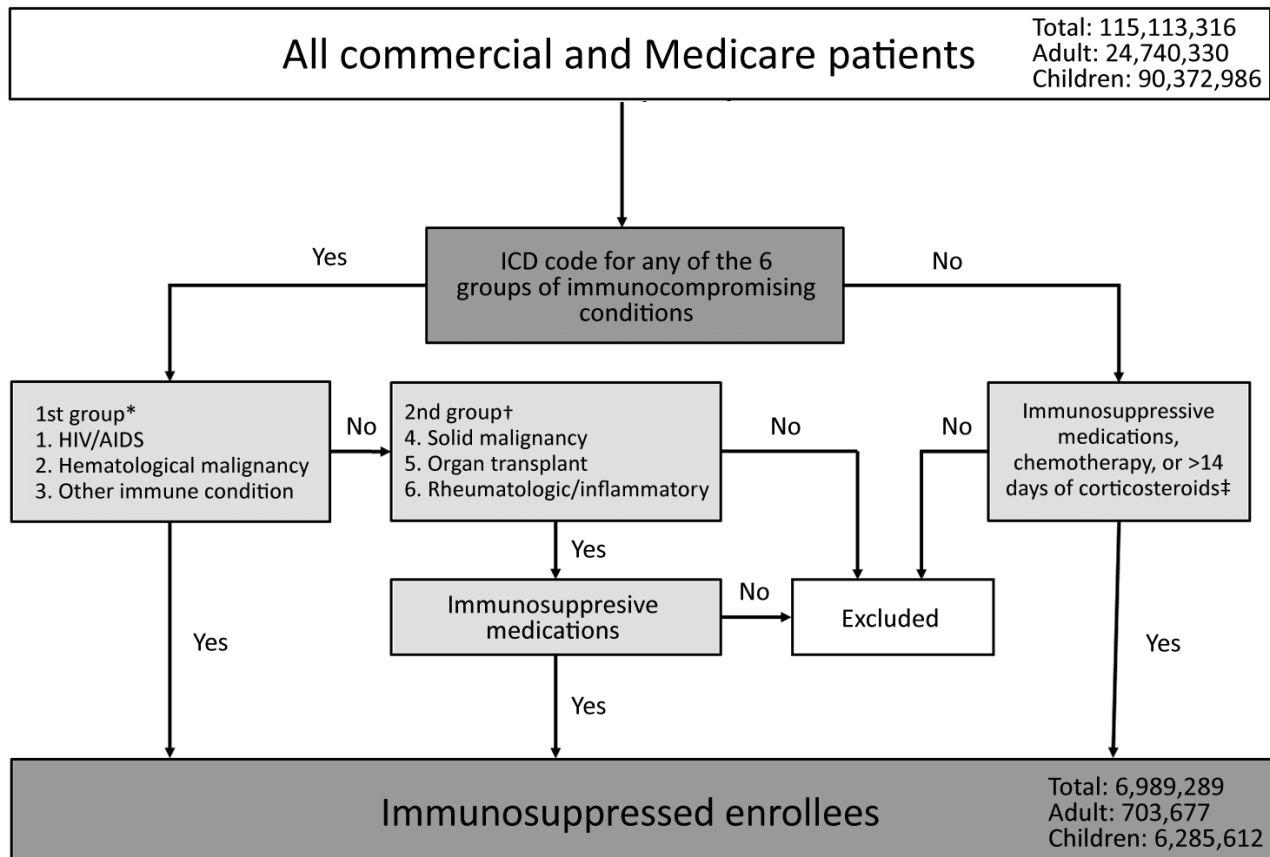 All commercial and Medicare patients
Total: 115,113,316
Adult: 24,740,330
Children: 90,372,986
Yes
ICD code for any of the 6
groups of immunocompromising
conditions
No
1st group*
1. HIV/AIDS
2. Hematological malignancy
3. Other immune condition
No
2nd group†
4. Solid malignancy
5. Organ transplant
6. Rheumatologic/inflammatory
No
No
Immunosuppressive
medications,
chemotherapy, or >14
days of corticosteroids‡
Yes
Immunosuppresive
medications
No
Excluded
Yes
Yes
Yes
Immunosuppressed enrollees
Total: 6,989,289
Adult: 703,677
Children: 6,285,612